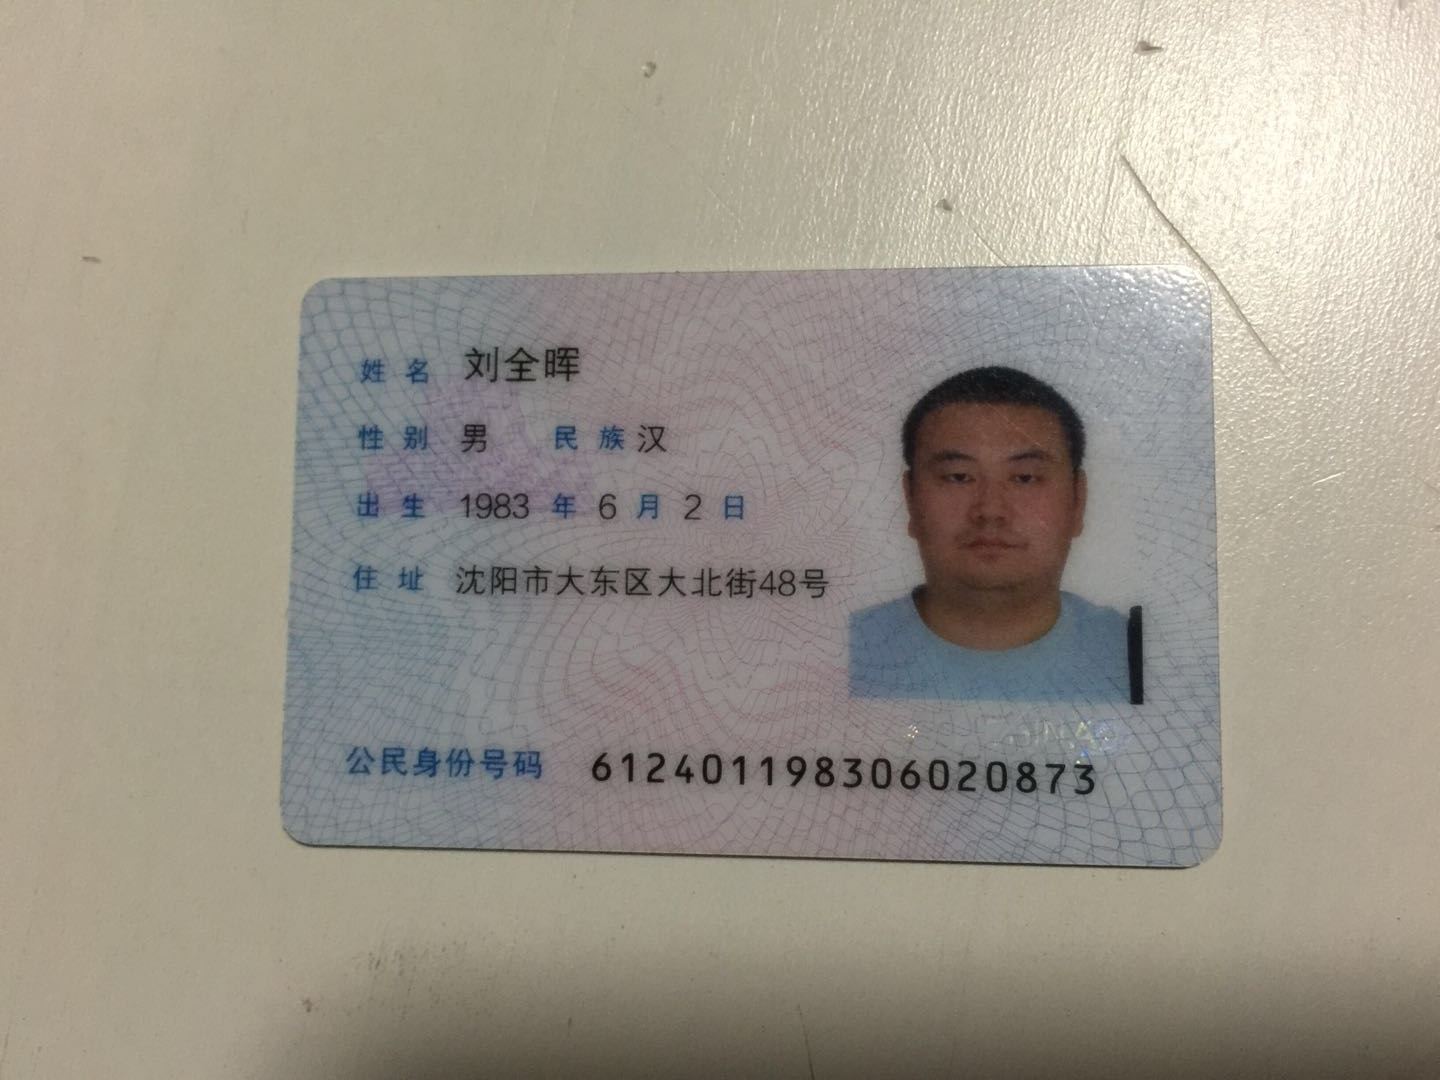 姓名 刘全晖
性别 男 民族 汉
出生 1983 年 6 月 2 日
住址 沈阳市大东区大北街48号
公民身份号码 612401198306020873